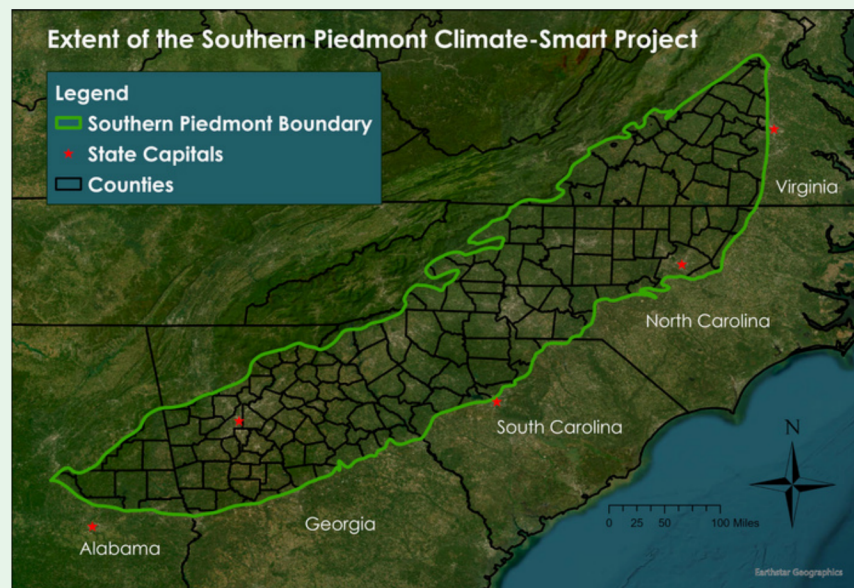 Extent of the Southern Piedmont Climate-Smart Project
Legend
Southern Piedmont Boundary
State Capitals
Counties
Virginia
North Carolina
South Carolina
Georgia
Alabama
N
0 25 50 100 Miles
Earthstar Geographics